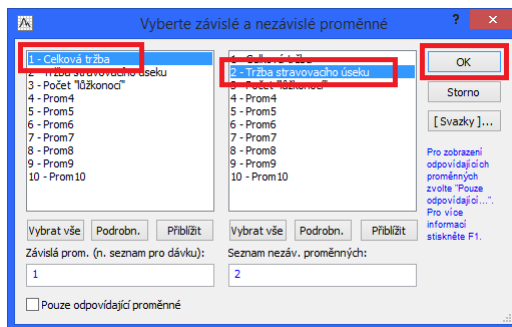 Vyberte závislé a nezávislé proměnné
?
1 - Celková tržba
2 - Tržba stravovacího úseku
3 - Počet "lůžkonocí"
4 - Prom4
5 - Prom5
6 - Prom6
7 - Prom7
8 - Prom8
9 - Prom9
10 - Prom10
1 - Celková tržba
2 - Tržba stravovacího úseku
3 - Počet "lůžkonocí"
4 - Prom4
5 - Prom5
6 - Prom6
7 - Prom7
8 - Prom8
9 - Prom9
10 - Prom10
OK
Storno
[ Svazky ]...
Pro zobrazení
odpovídajících
proměnných
zvolte "Pouze
odpovídající...".
Pro více
informací
stiskněte F1.
Vybrat vše Podrobn. Přiblížit
Vybrat vše Podrobn. Přiblížit
Závislá prom. (n. seznam pro dávku):
Seznam nezáv. proměnných:
1
2
Pouze odpovídající proměnné